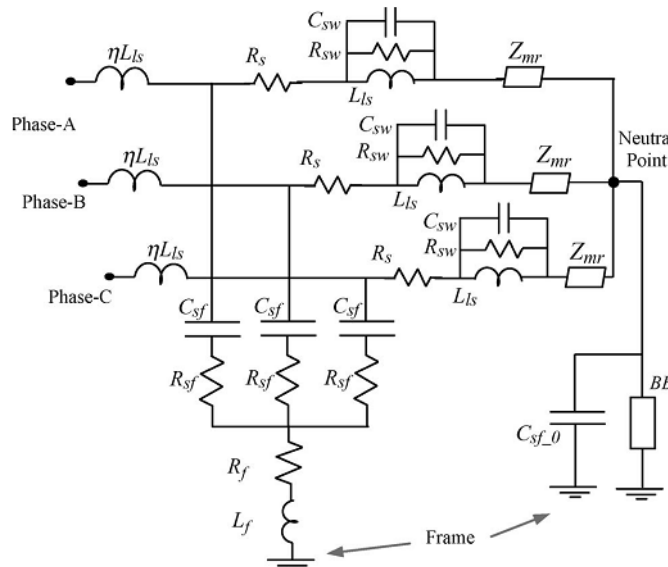 C_sw
R_sw
ηL_ls
R_s
L_ls
Z_mr
Phase-A
C_sw
R_sw
ηL_ls
R_s
L_ls
Z_mr
Neutra
Point
Phase-B
C_sw
R_sw
ηL_ls
R_s
L_ls
Z_mr
Phase-C
C_sf
C_sf
C_sf
R_sf
R_sf
R_sf
C_sf_0
R_f
L_f
Frame